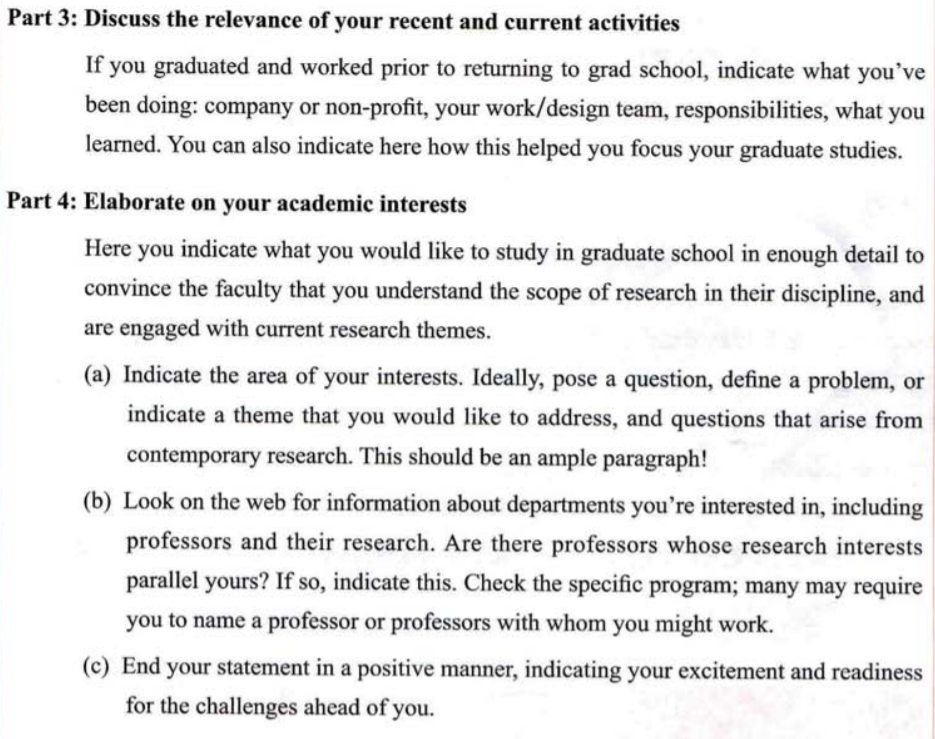 Part 3: Discuss the relevance of your recent and current activities
If you graduated and worked prior to returning to grad school, indicate what you've
been doing: company or non-profit, your work/design team, responsibilities, what you
learned. You can also indicate here how this helped you focus your graduate studies.
Part 4: Elaborate on your academic interests
Here you indicate what you would like to study in graduate school in enough detail to
convince the faculty that you understand the scope of research in their discipline, and
are engaged with current research themes.
(a) Indicate the area of your interests. Ideally, pose a question, define a problem, or
indicate a theme that you would like to address, and questions that arise from
contemporary research. This should be an ample paragraph!
(b) Look on the web for information about departments you're interested in, including
professors and their research. Are there professors whose research interests
parallel yours? If so, indicate this. Check the specific program; many may require
you to name a professor or professors with whom you might work.
(c) End your statement in a positive manner, indicating your excitement and readiness
for the challenges ahead of you.